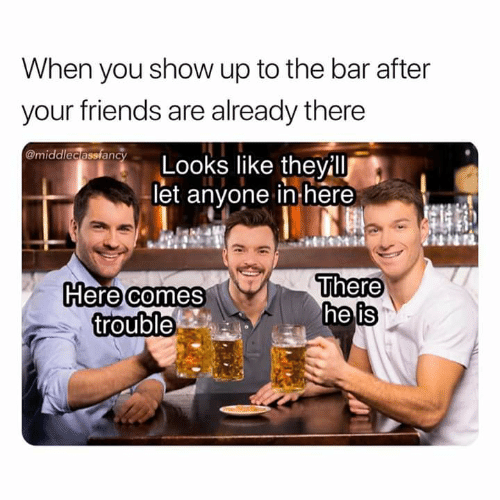 When you show up to the bar after
your friends are already there
@middleclassfancy
Looks like they'll
let anyone in here
Here comes
trouble
There
he is